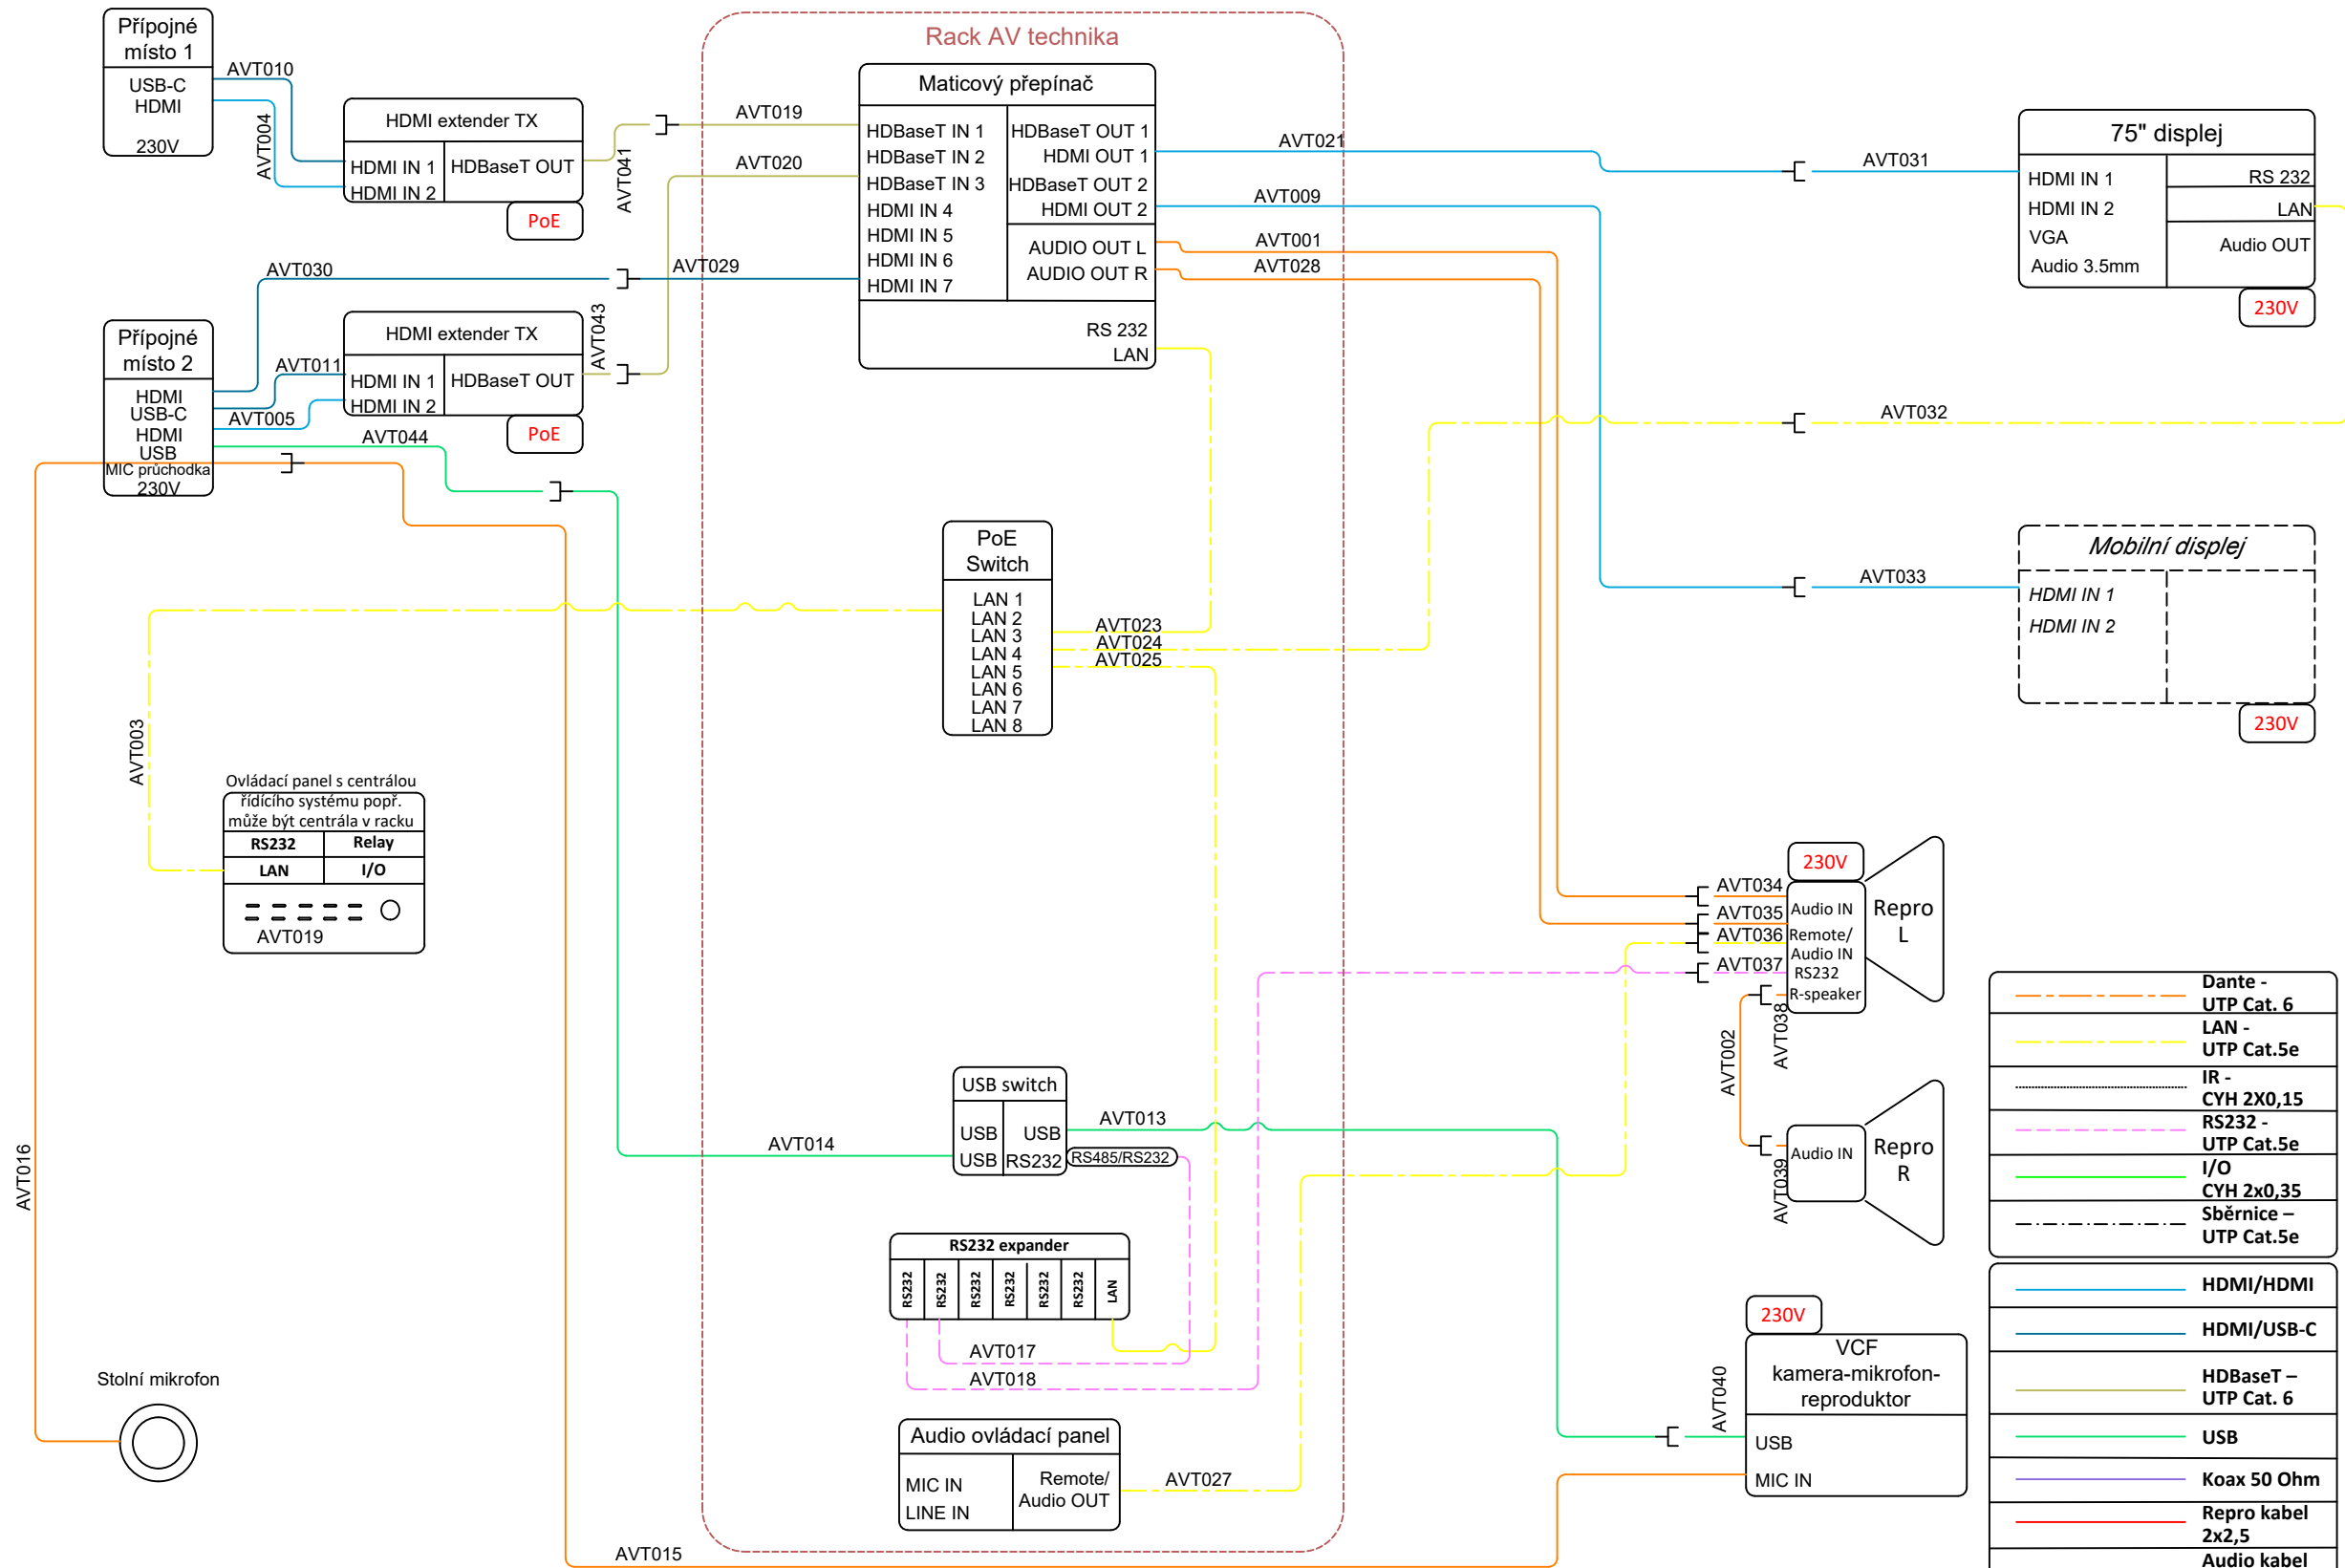 Přípojné
místo 1
USB-C
HDMI
230V
AVT010
AVT004
HDMI extender TX
HDMI IN 1
HDMI IN 2
HDBaseT OUT
PoE
AVT041
AVT019
AVT020
Rack AV technika
Maticový přepínač
HDBaseT IN 1
HDBaseT IN 2
HDBaseT IN 3
HDMI IN 4
HDMI IN 5
HDMI IN 6
HDMI IN 7
HDBaseT OUT 1
HDMI OUT 1
HDBaseT OUT 2
HDMI OUT 2
AUDIO OUT L
AUDIO OUT R
RS 232
LAN
AVT021
AVT009
AVT001
AVT028
AVT031
75" displej
HDMI IN 1
HDMI IN 2
VGA
Audio 3.5mm
RS 232
LAN
Audio OUT
230V
AVT030
AVT029
Přípojné
místo 2
HDMI
USB-C
HDMI
USB
MIC průchodka
230V
AVT011
AVT005
AVT044
HDMI extender TX
HDMI IN 1
HDMI IN 2
HDBaseT OUT
PoE
AVT043
AVT032
PoE
Switch
LAN 1
LAN 2
LAN 3
LAN 4
LAN 5
LAN 6
LAN 7
LAN 8
AVT023
AVT024
AVT025
AVT033
Mobilní displej
HDMI IN 1
HDMI IN 2
230V
AVT003
Ovládací panel s centrálou
řídícího systému popř.
může být centrála v racku
RS232
Relay
LAN
I/O
AVT019
230V
AVT034
AVT035
AVT036
AVT037
Audio IN
Remote/
Audio IN
RS232
R-speaker
Repro
L
AVT038
AVT002
AVT039
Audio IN
Repro
R
USB switch
USB
USB
USB
RS232
RS485/RS232
AVT013
AVT014
AVT016
RS232 expander
RS232
RS232
RS232
RS232
RS232
RS232
LAN
AVT017
AVT018
Stolní mikrofon
Audio ovládací panel
MIC IN
LINE IN
Remote/
Audio OUT
AVT027
AVT015
230V
VCF
kamera-mikrofon-
reproduktor
USB
MIC IN
AVT040
Dante -
UTP Cat. 6
LAN -
UTP Cat.5e
IR -
CYH 2X0,15
RS232 -
UTP Cat.5e
I/O
CYH 2x0,35
Sběrnice –
UTP Cat.5e
HDMI/HDMI
HDMI/USB-C
HDBaseT –
UTP Cat. 6
USB
Koax 50 Ohm
Repro kabel
2x2,5
Audio kabel